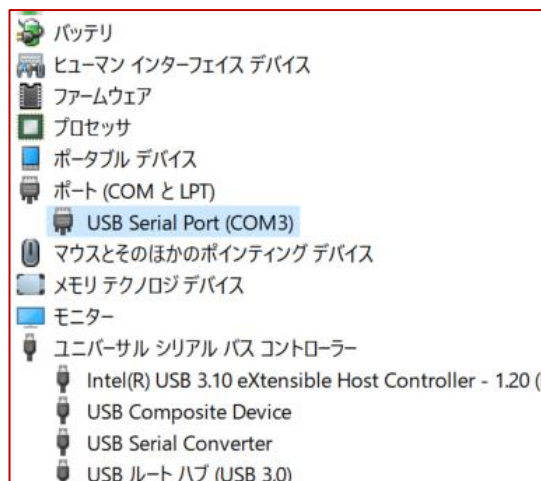 バッテリ
ヒューマン インターフェイス デバイス
ファームウェア
プロセッサ
ポータブル デバイス
ポート (COM と LPT)
USB Serial Port (COM3)
マウスとそのほかのポインティング デバイス
メモリ テクノロジ デバイス
モニター
ユニバーサル シリアル バス コントローラー
Intel(R) USB 3.10 eXtensible Host Controller - 1.20 (
USB Composite Device
USB Serial Converter
USB ルート ハブ (USB 3.0)